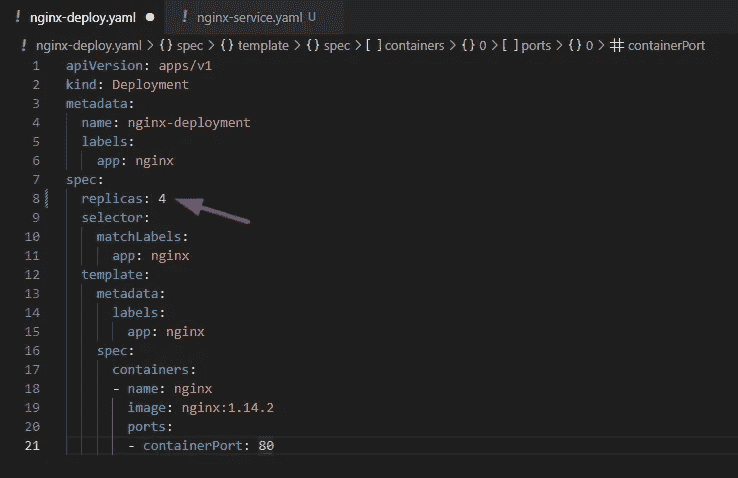 ! nginx-deploy.yaml ● ! nginx-service.yaml U
! nginx-deploy.yaml > {} spec > {} template > {} spec > [ ] containers > {} 0 > [ ] ports > {} 0 > # containerPort
1 apiVersion: apps/v1
2 kind: Deployment
3 metadata:
4   name: nginx-deployment
5   labels:
6     app: nginx
7 spec:
8   replicas: 4
9   selector:
10     matchLabels:
11       app: nginx
12   template:
13     metadata:
14       labels:
15         app: nginx
16     spec:
17       containers:
18       - name: nginx
19         image: nginx:1.14.2
20         ports:
21         - containerPort: 80